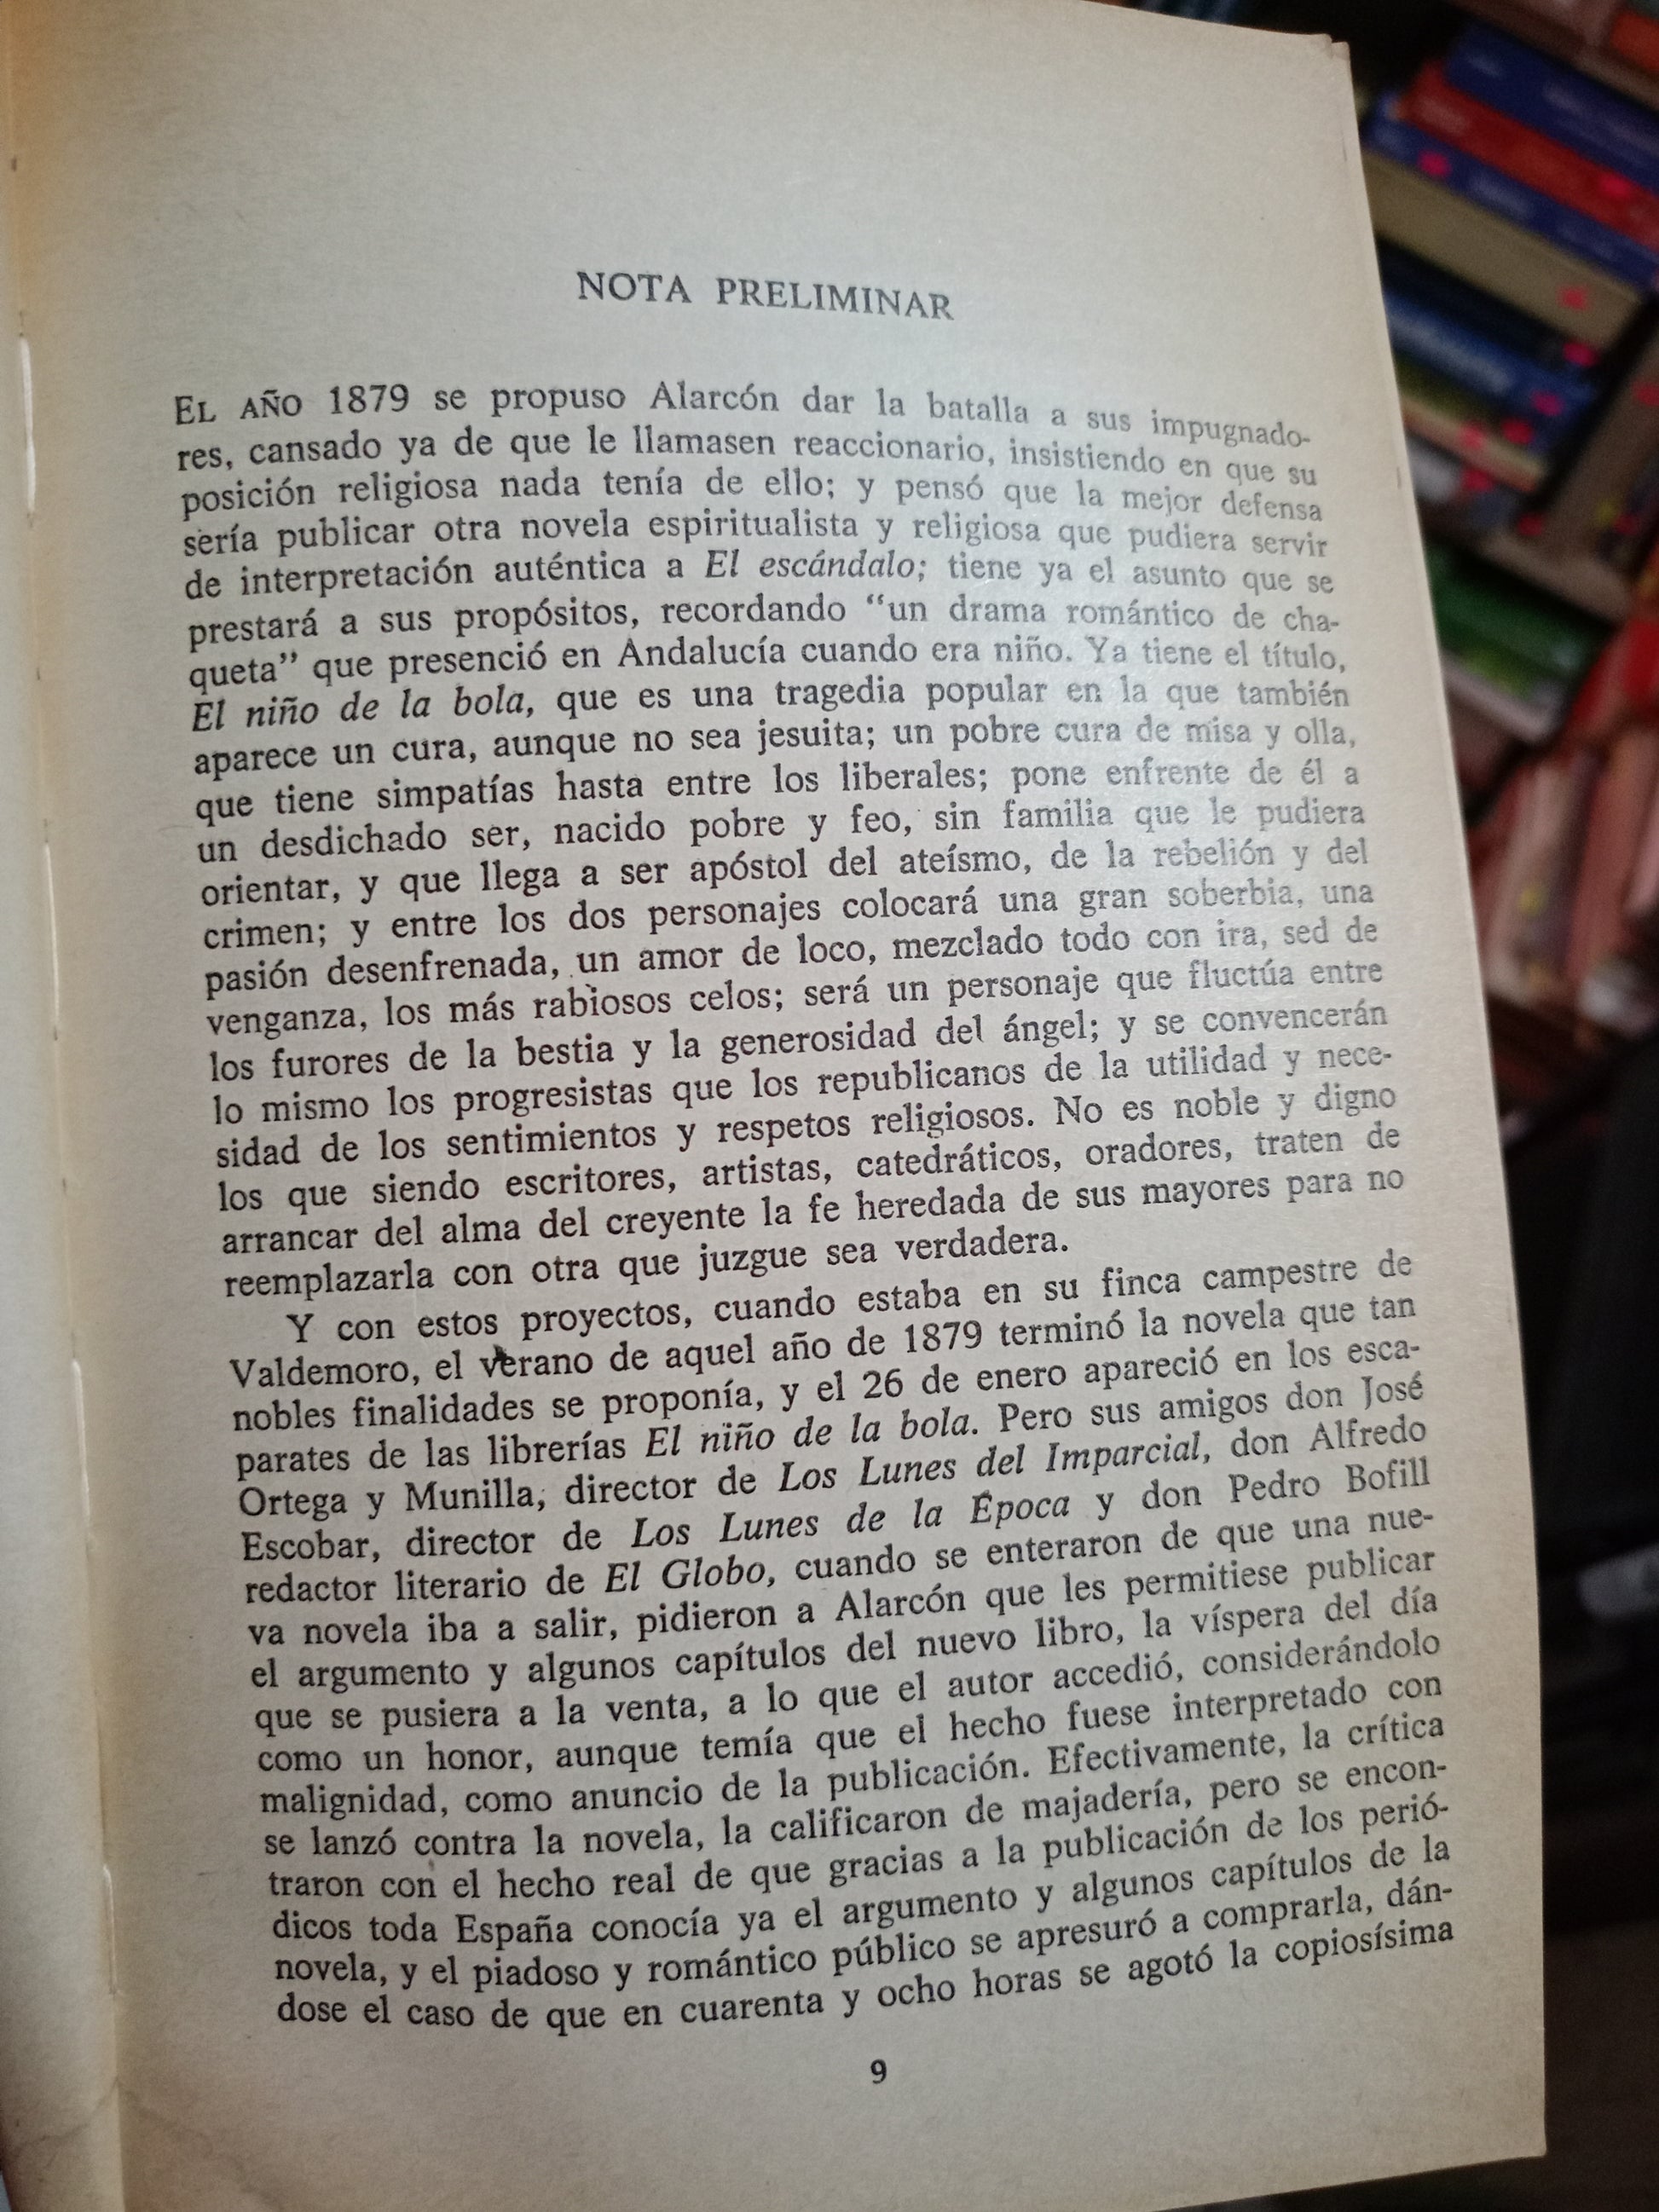 NOTA PRELIMINAR
EL AÑO 1879 se propuso Alarcón dar la batalla a sus impugnado-
res, cansado ya de que le llamasen reaccionario, insistiendo en que su
posición religiosa nada tenía de ello; y pensó que la mejor defensa
sería publicar otra novela espiritualista y religiosa que pudiera servir
de interpretación auténtica a El escándalo; tiene ya el asunto que se
prestará a sus propósitos, recordando “un drama romántico de cha-
queta” que presenció en Andalucía cuando era niño. Ya tiene el título,
El niño de la bola, que es una tragedia popular en la que también
aparece un cura, aunque no sea jesuita; un pobre cura de misa y olla,
que tiene simpatías hasta entre los liberales; pone enfrente de él a
un desdichado ser, nacido pobre y feo, sin familia que le pudiera
orientar, y que llega a ser apóstol del ateísmo, de la rebelión y del
crimen; y entre los dos personajes colocará una gran soberbia, una
pasión desenfrenada, un amor de loco, mezclado todo con ira, sed de
venganza, los más rabiosos celos; será un personaje que fluctúa entre
los furores de la bestia y la generosidad del ángel; y se convencerán
lo mismo los progresistas que los republicanos de la utilidad y nece-
sidad de los sentimientos y respetos religiosos. No es noble y digno
los que siendo escritores, artistas, catedráticos, oradores, traten de
arrancar del alma del creyente la fe heredada de sus mayores para no
reemplazarla con otra que juzgue sea verdadera.
Y con estos proyectos, cuando estaba en su finca campestre de
Valdemoro, el verano de aquel año de 1879 terminó la novela que tan
nobles finalidades se proponía, y el 26 de enero apareció en los esca-
parates de las librerías El niño de la bola. Pero sus amigos don José
Ortega y Munilla, director de Los Lunes del Imparcial, don Alfredo
Escobar, director de Los Lunes de la Época y don Pedro Bofill
redactor literario de El Globo, cuando se enteraron de que una nue-
va novela iba a salir, pidieron a Alarcón que les permitiese publicar
el argumento y algunos capítulos del nuevo libro, la víspera del día
que se pusiera a la venta, a lo que el autor accedió, considerándolo
como un honor, aunque temía que el hecho fuese interpretado con
malignidad, como anuncio de la publicación. Efectivamente, la crítica
se lanzó contra la novela, la calificaron de majadería, pero se encon-
traron con el hecho real de que gracias a la publicación de los perió-
dicos toda España conocía ya el argumento y algunos capítulos de la
novela, y el piadoso y romántico público se apresuró a comprarla, dán-
dose el caso de que en cuarenta y ocho horas se agotó la copiosísima
9